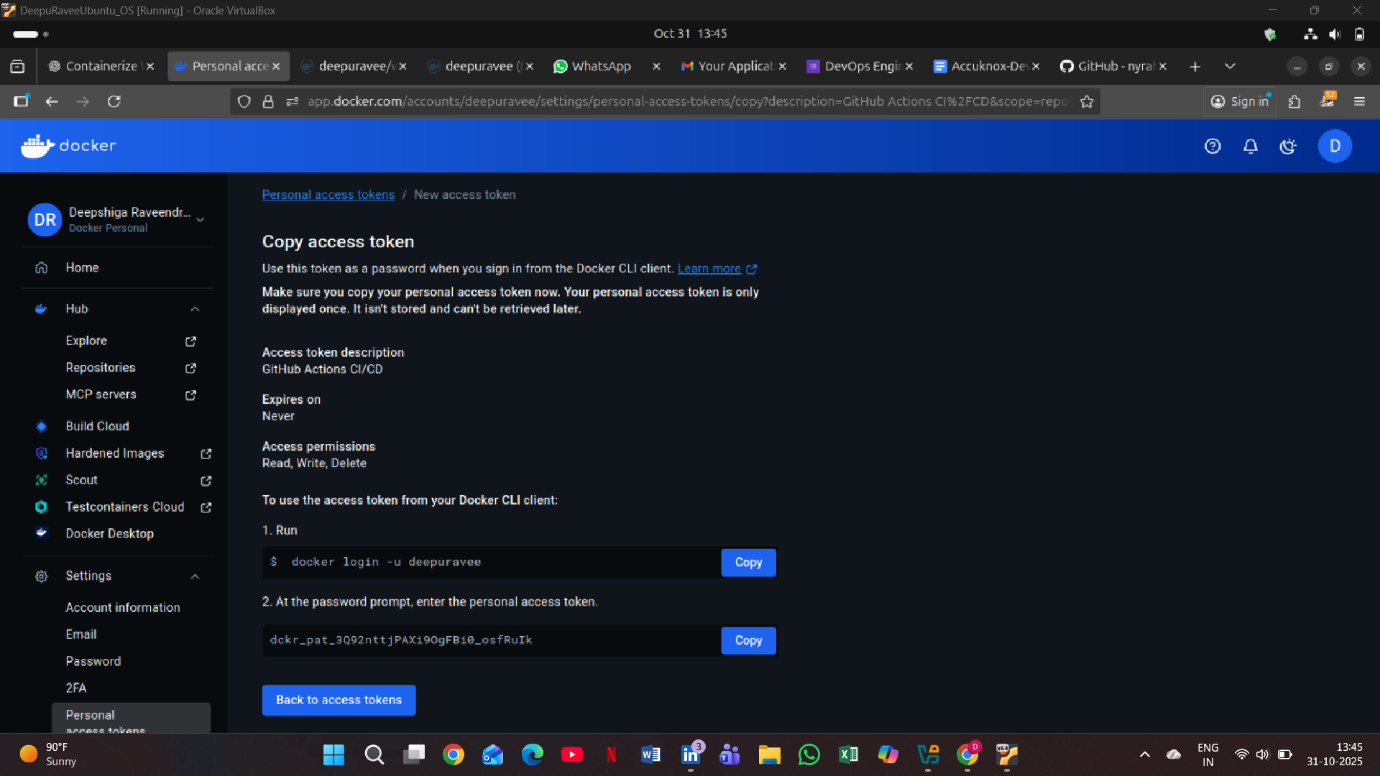 DeepuRaveeUbuntu_OS [Running] - Oracle VirtualBox
Oct 31 13:45
Containerize
Personal acce
deepuravee/v
deepuravee (
WhatsApp
Your Applicat
DevOps Engir
Accuknox-De
GitHub - nyral
app.docker.com/accounts/deepuravee/settings/personal-access-tokens/copy?description=GitHub Actions CI%2FCD&scope=repo
Sign in
12
docker
D
DR
Deepshiga Raveendr...
Docker Personal
Home
Hub
Explore
Repositories
MCP servers
Build Cloud
Hardened Images
Scout
Testcontainers Cloud
Docker Desktop
Settings
Account information
Email
Password
2FA
Personal
access tokens
Personal access tokens / New access token
Copy access token
Use this token as a password when you sign in from the Docker CLI client. Learn more
Make sure you copy your personal access token now. Your personal access token is only
displayed once. It isn't stored and can't be retrieved later.
Access token description
GitHub Actions CI/CD
Expires on
Never
Access permissions
Read, Write, Delete
To use the access token from your Docker CLI client:
1. Run
$ docker login -u deepuravee
Copy
2. At the password prompt, enter the personal access token.
Copy
Back to access tokens
90°F
Sunny
3
D
ENG
IN
13:45
31-10-2025